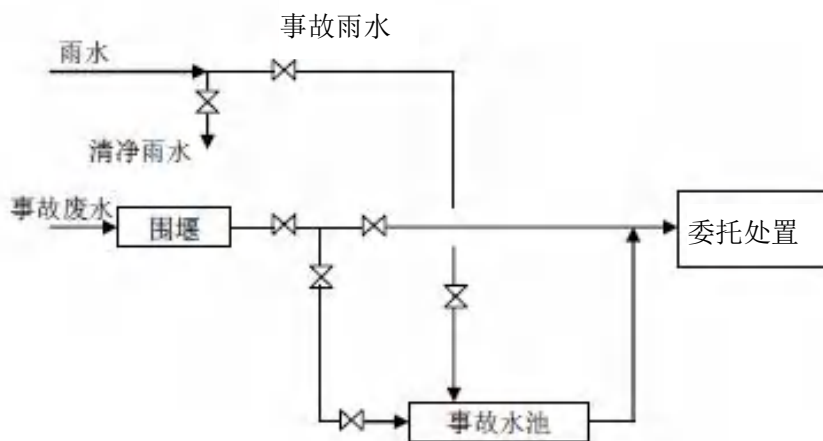 事故雨水
雨水
清净雨水
事故废水
围堰
委托处置
事故水池